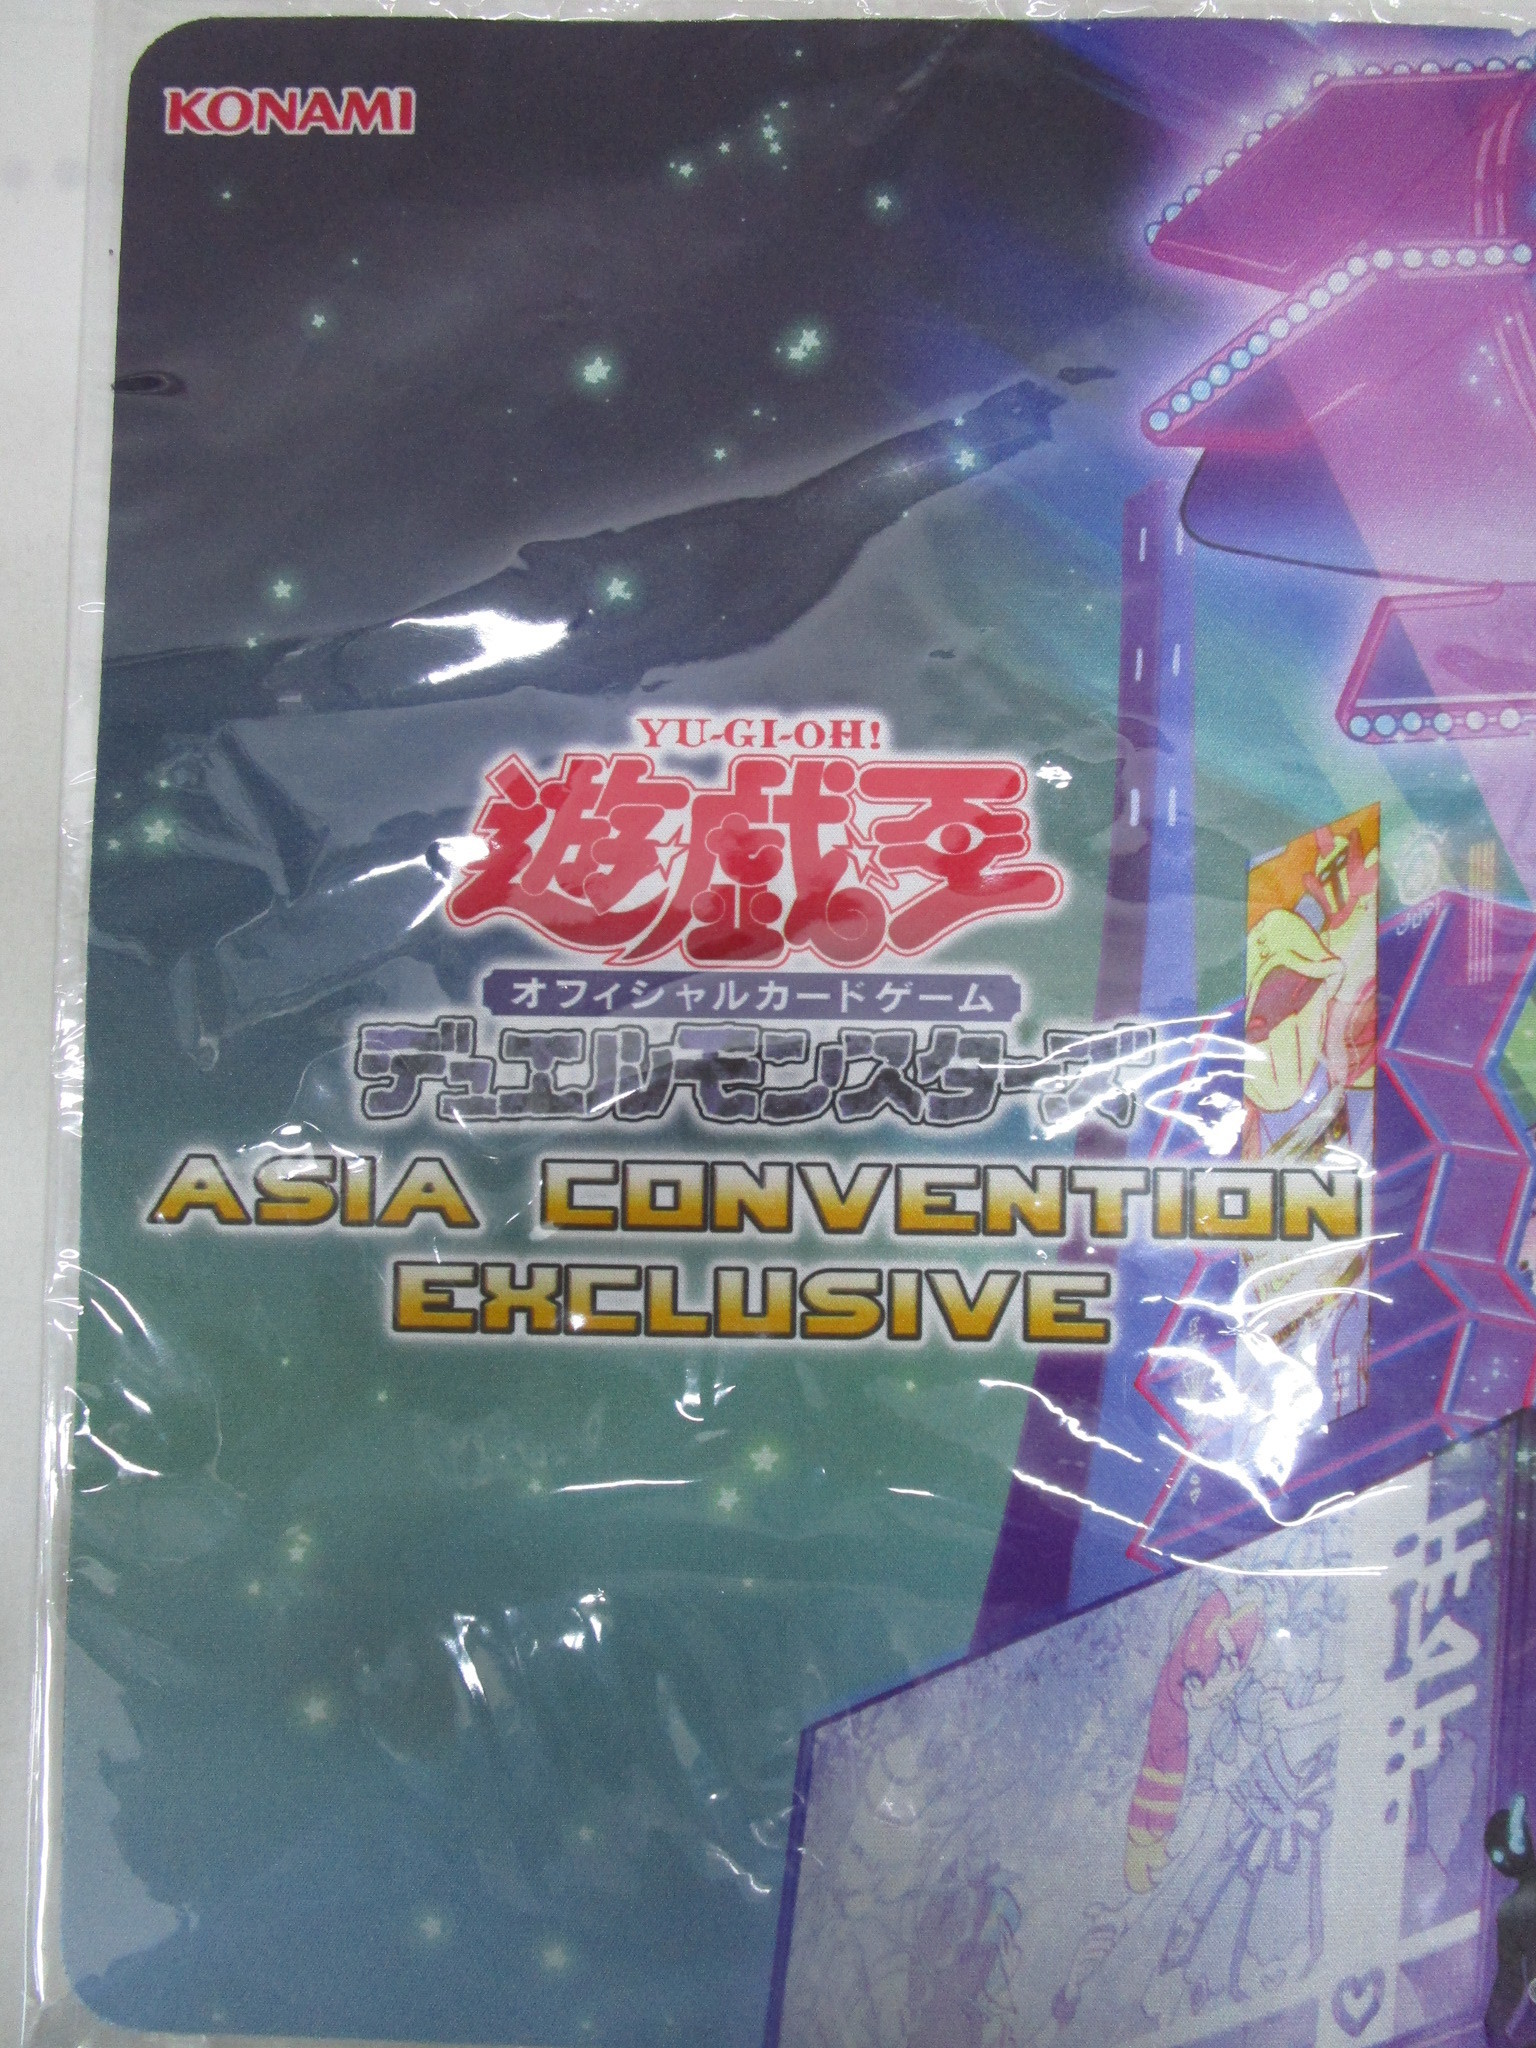 KONAMI
YU-GI-OH!
遊戯王
オフィシャルカードゲーム
デュエルモンスターズ
ASIA CONVENTION
EXCLUSIVE